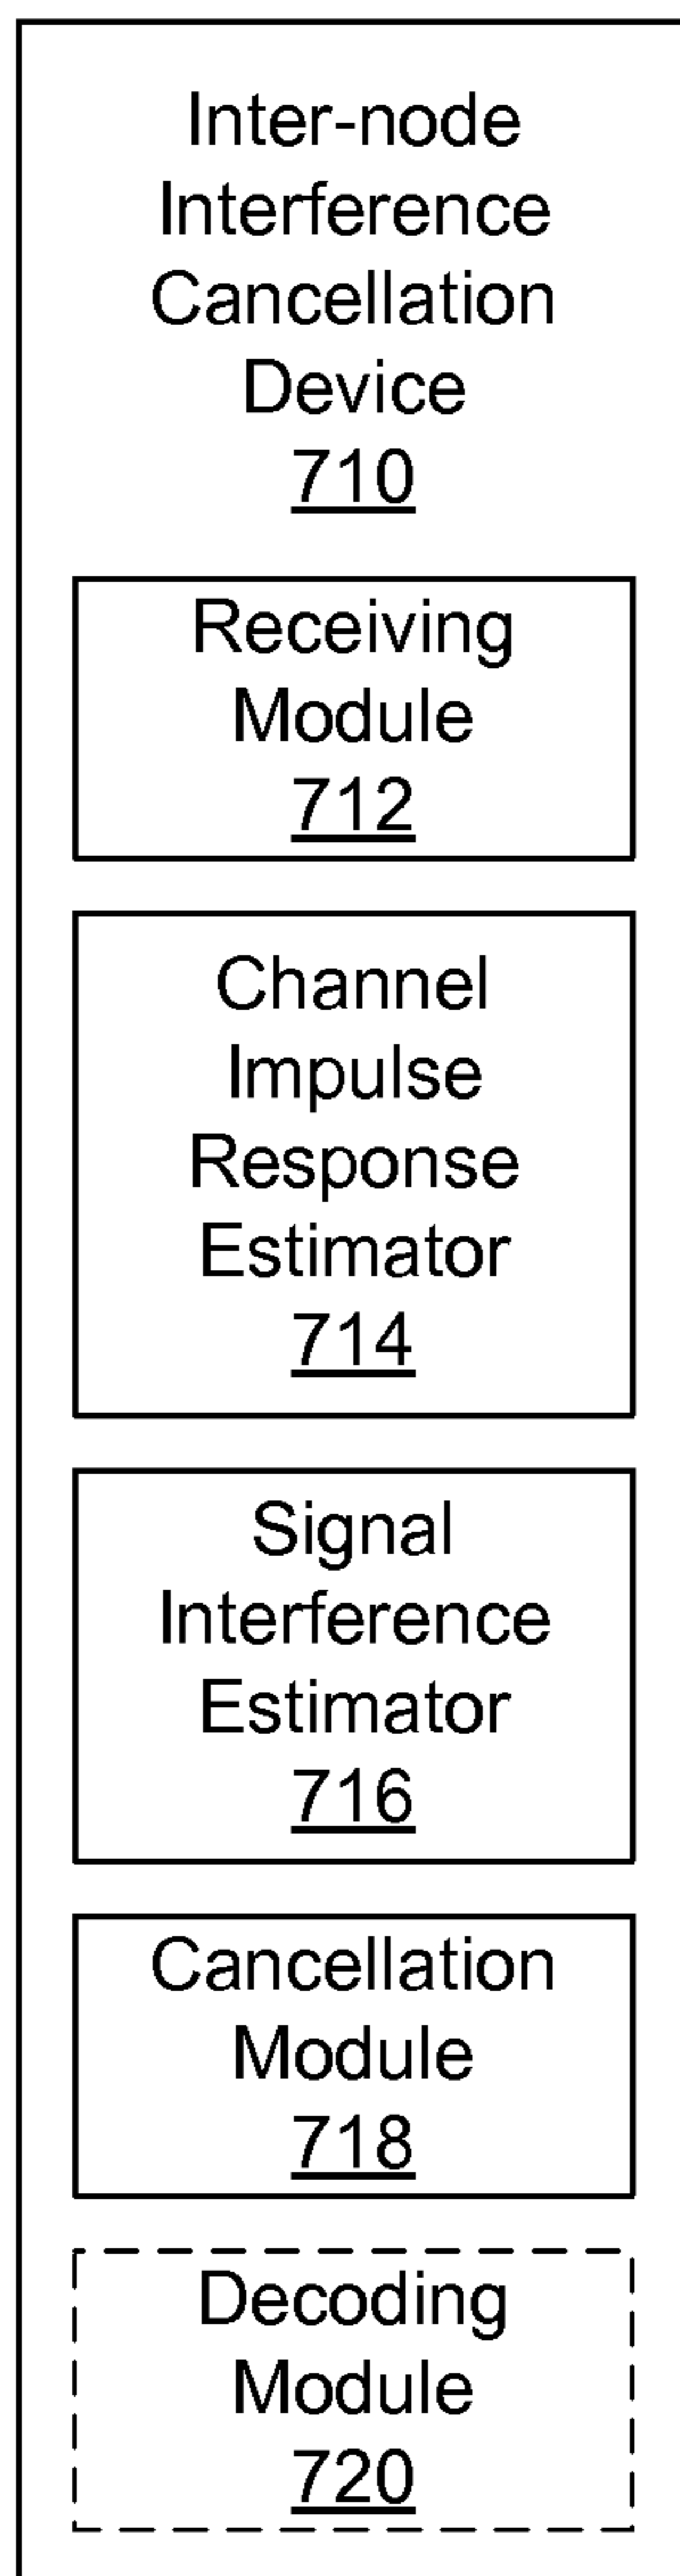 Inter-node
Interference
Cancellation
Device
710
Receiving
Module
712
Channel
Impulse
Response
Estimator
714
Signal
Interference
Estimator
716
Cancellation
Module
718
Decoding
Module
720